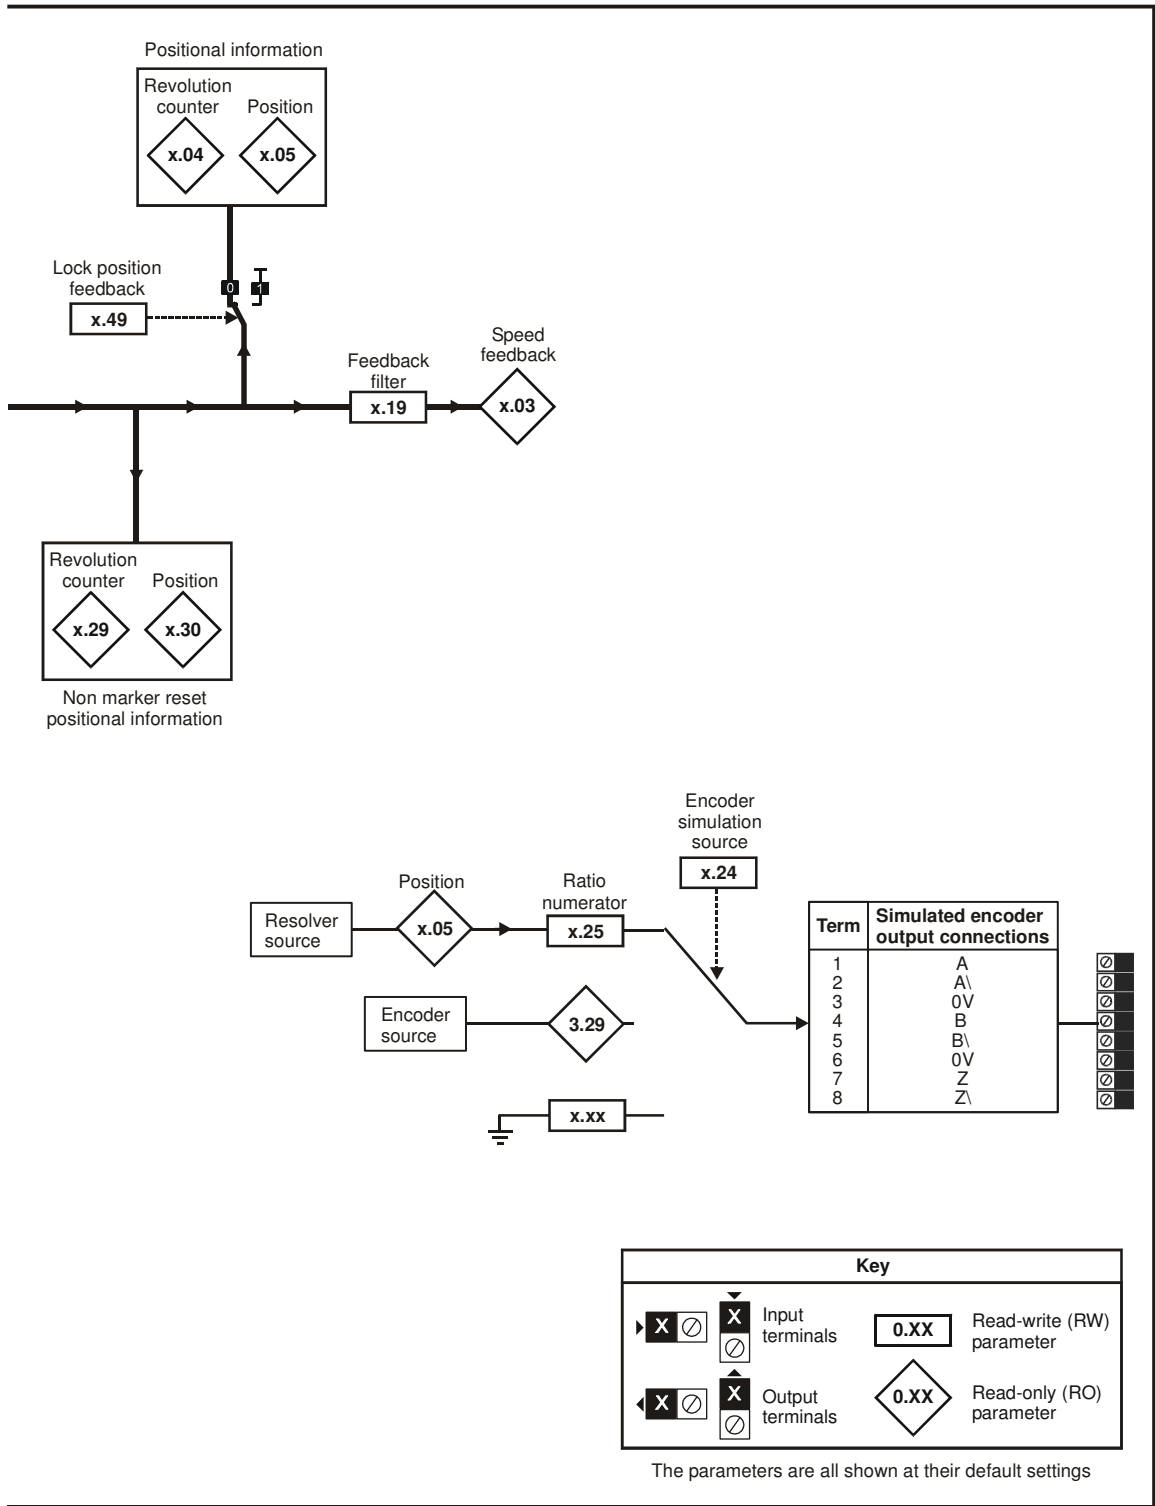 Positional information
Revolution
counter
Position
x.04
x.05
Lock position
feedback
0
1
x.49
Speed
feedback
Feedback
filter
x.19
x.03
Revolution
counter
Position
x.29
x.30
Non marker reset
positional information
Encoder
simulation
source
x.24
Position
Ratio
numerator
Resolver
source
x.05
x.25
Encoder
source
3.29
x.xx
Term
Simulated encoder
output connections
1 A
2 A\
3 0V
4 B
5 B\
6 0V
7 Z
8 Z\
Key
X
X
Input
terminals
0.XX
Read-write (RW)
parameter
X
X
Output
terminals
0.XX
Read-only (RO)
parameter
The parameters are all shown at their default settings